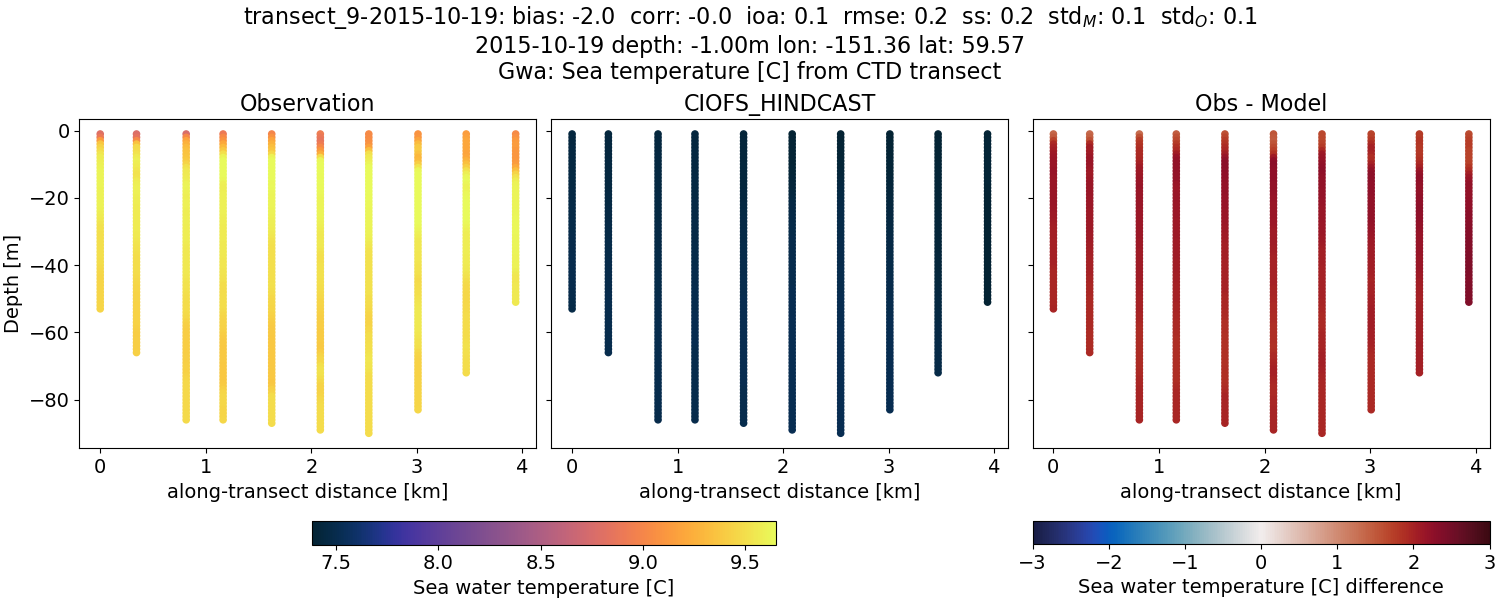 transect_9-2015-10-19: bias: -2.0 corr: -0.0 ioa: 0.1 rmse: 0.2 ss: 0.2 std_M: 0.1 std_O: 0.1
2015-10-19 depth: -1.00m lon: -151.36 lat: 59.57
Gwa: Sea temperature [C] from CTD transect
Observation
CIOFS_HINDCAST
Obs - Model
Depth [m]
0
−20
−40
−60
−80
0 1 2 3 4
along-transect distance [km]
0 1 2 3 4
along-transect distance [km]
0 1 2 3 4
along-transect distance [km]
7.5 8.0 8.5 9.0 9.5
Sea water temperature [C]
−3 −2 −1 0 1 2 3
Sea water temperature [C] difference